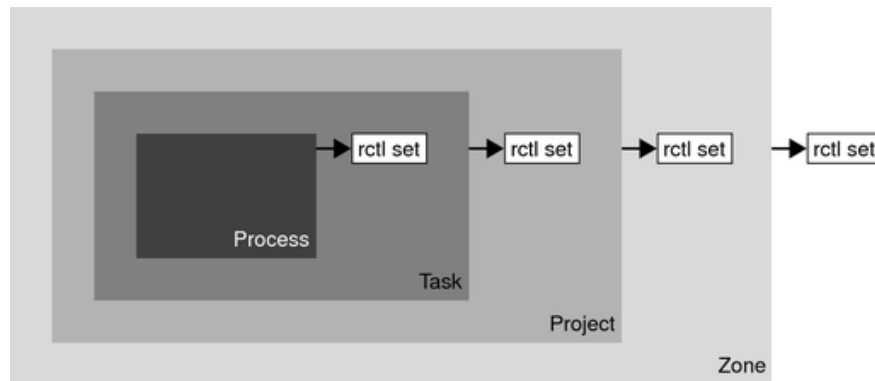 rctl set
rctl set
rctl set
rctl set
Process
Task
Project
Zone